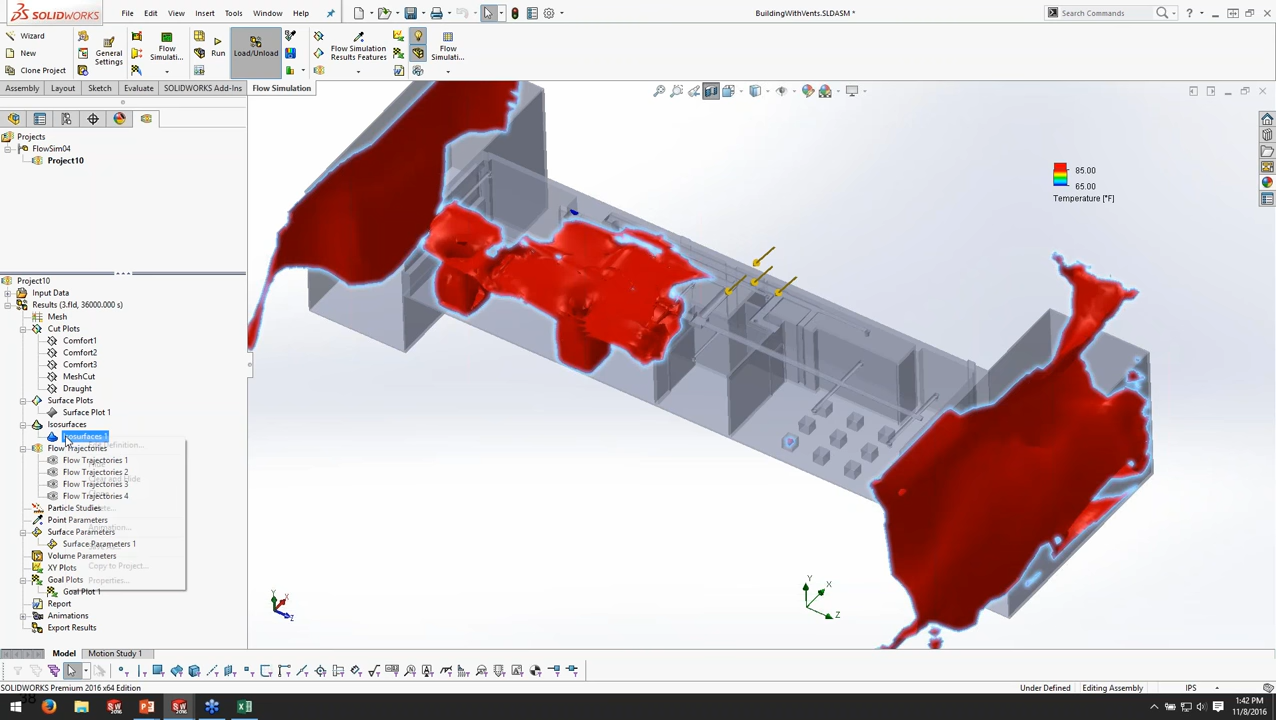 SOLIDWORKS
File
Edit
View
Insert
Tools
Window
Help
BuildingWithVents.SLDASM *
Search Commands
Wizard
New
Clone Project
General
Settings
Flow
Simulati...
Run
Load/Unload
Flow Simulation
Results Features
Flow
Simulati...
Assembly
Layout
Sketch
Evaluate
SOLIDWORKS Add-Ins
Flow Simulation
Projects
FlowSim04
Project10
85.00
65.00
Temperature [°F]
Project10
Input Data
Results (3.fld, 36000.000 s)
Mesh
Cut Plots
Comfort1
Comfort2
Comfort3
MeshCut
Draught
Surface Plots
Surface Plot 1
Isosurfaces
Isosurfaces 1
Flow Trajectories
Flow Trajectories 1
Flow Trajectories 2
Flow Trajectories 3
Flow Trajectories 4
Particle Studies
Point Parameters
Surface Parameters
Surface Parameters 1
Volume Parameters
XY Plots
Goal Plots
Goal Plot 1
Report
Animations
Export Results
Hide
Clear and Hide
Animation...
Copy to Project...
Properties...
Y
X
Z
Y
X
Z
Model
Motion Study 1
SOLIDWORKS Premium 2016 x64 Edition
Under Defined
Editing Assembly
IPS
1:42 PM
11/8/2016